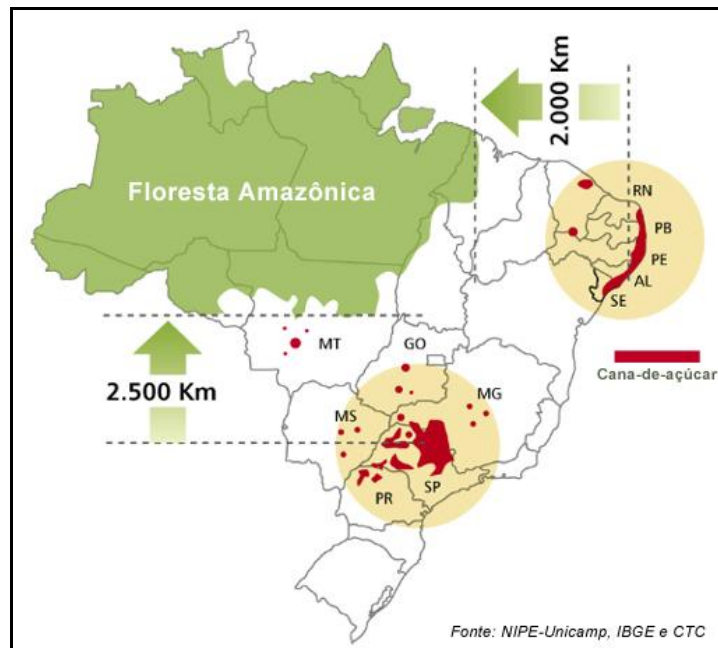 2.000 Km
Floresta Amazônica
RN
PB
PE
AL
SE
MT
GO
Cana-de-açúcar
2.500 Km
MS
MG
PR
SP
Fonte: NIPE-Unicamp, IBGE e CTC